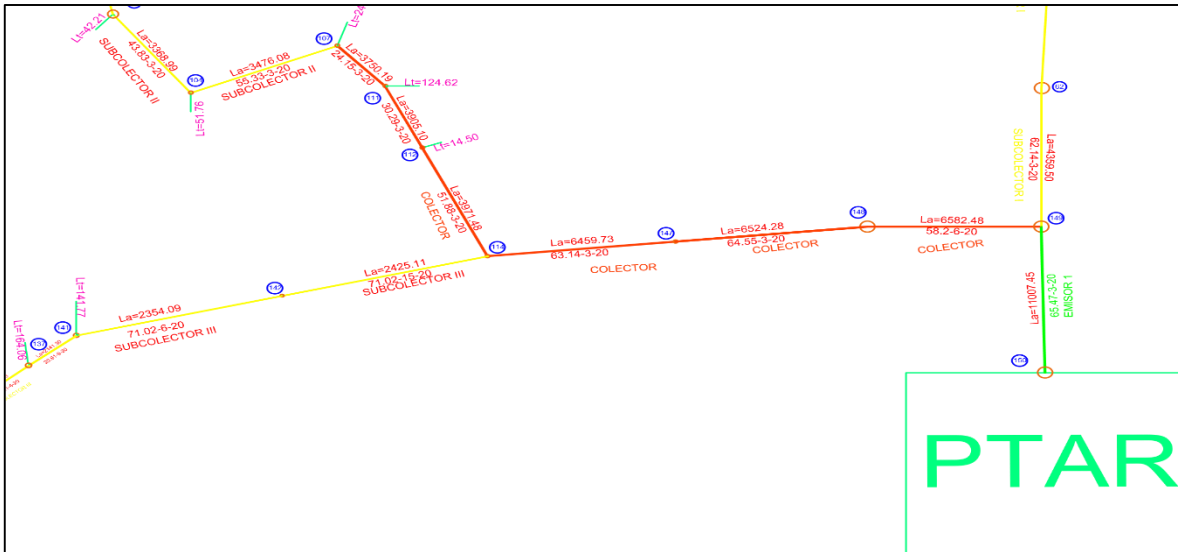 Lt=42.21
La=3368.99
43.83-3-20
SUBCOLECTOR II
104
Lt=51.76
La=3476.08
55.33-3-20
SUBCOLECTOR II
107
La=3750.19
24.15-3-20
Lt=124.62
111
La=3905.10
30.29-3-20
Lt=14.50
112
La=3971.48
51.88-3-20
COLECTOR
114
La=6459.73
63.14-3-20
COLECTOR
147
La=6524.28
64.55-3-20
COLECTOR
148
La=6582.48
58.2-6-20
COLECTOR
149
62
SUBCOLECTOR 1
62.14-3-20
La=4359.50
La=11007.45
65.47-3-20
EMISOR 1
150
PTAR
La=2425.11
71.02-15-20
SUBCOLECTOR III
142
La=2354.09
71.02-6-20
SUBCOLECTOR III
141
Lt=141.77
137
Lt=164.06